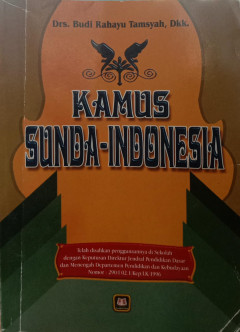 Drs. Budi Rahayu Tamsyah, Dkk.
KAMUS
SUNDA-INDONESIA
Telah disahkan penggunaannya di Sekolah
dengan Keputusan Direktur Jendral Pendidikan Dasar
dan Menengah Departemen Pendidikan dan Kebudayaan
Nomor :